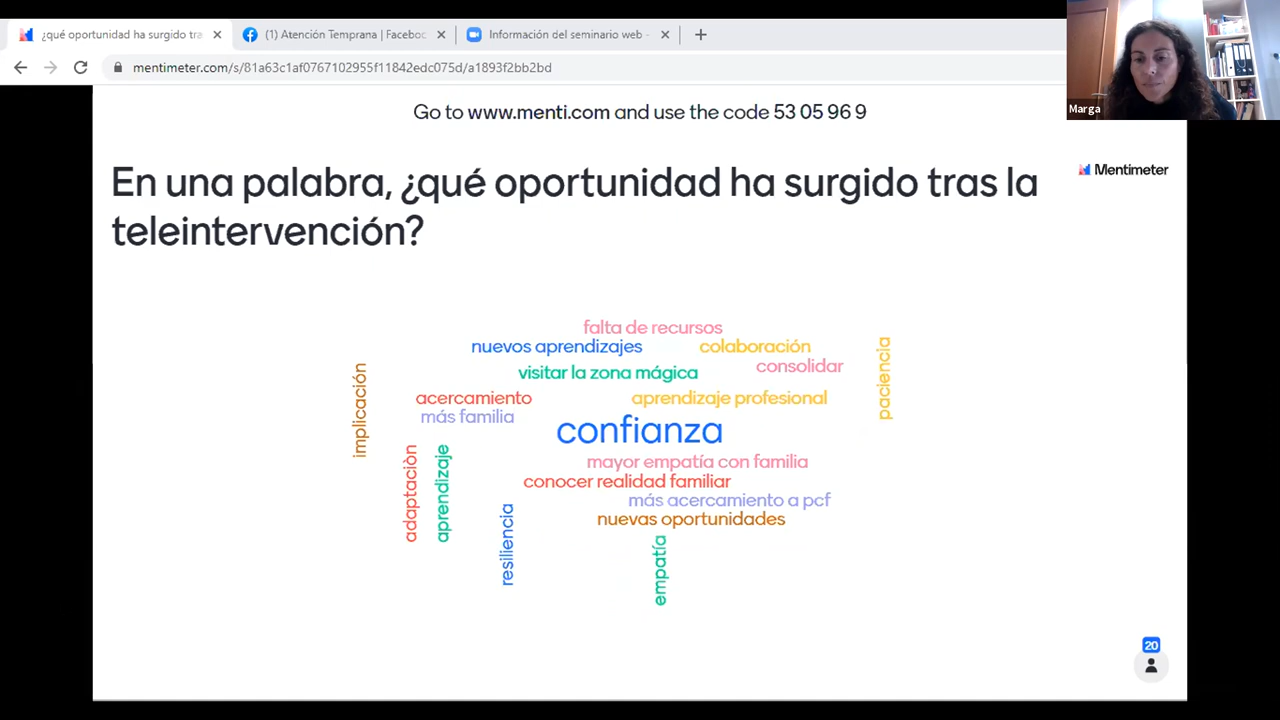 ¿qué oportunidad ha surgido tra
(1) Atención Temprana | Faceboo
Información del seminario web -
mentimeter.com/s/81a63c1af0767102955f11842edc075d/a1893f2bb2bd
Marga
Go to www.menti.com and use the code 53 05 96 9
Mentimeter
En una palabra, ¿qué oportunidad ha surgido tras la
teleintervención?
falta de recursos
nuevos aprendizajes
colaboración
consolidar
visitar la zona mágica
paciencia
implicación
acercamiento
aprendizaje profesional
más familia
confianza
adaptaciòn
aprendizaje
mayor empatía con familia
conocer realidad familiar
más acercamiento a pcf
resiliencia
nuevas oportunidades
empatía
20